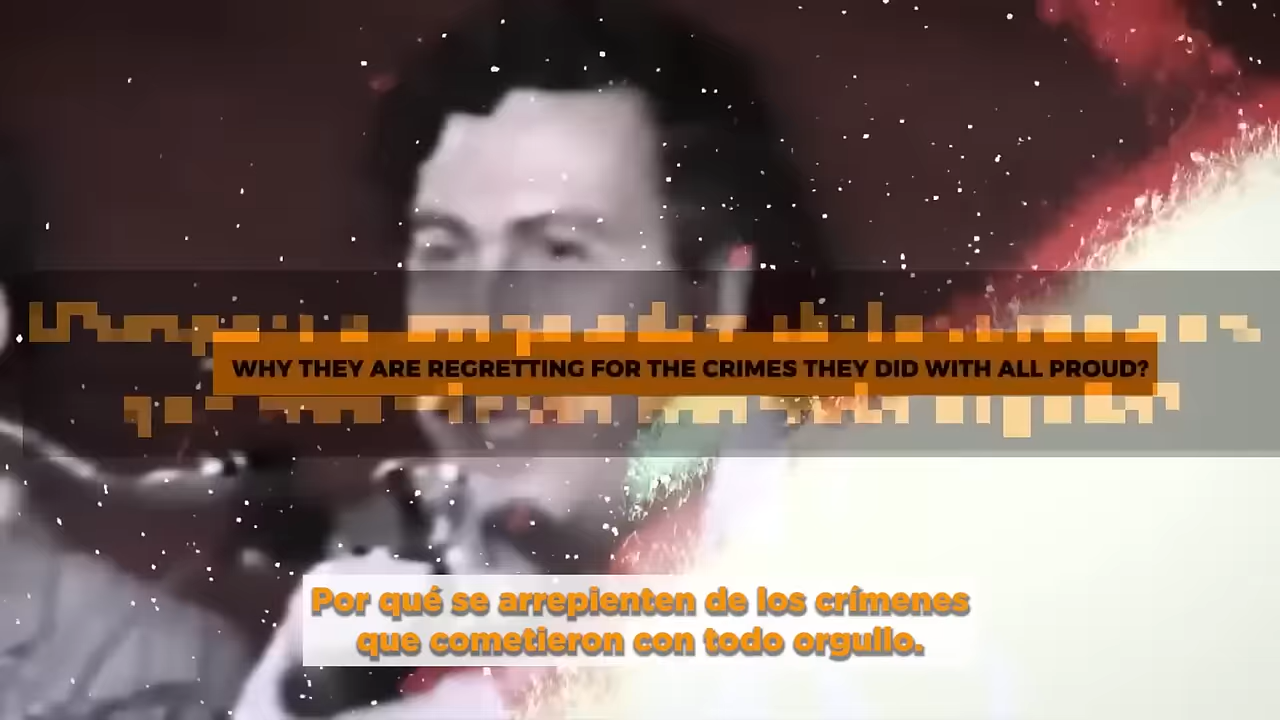 WHY THEY ARE REGRETTING FOR THE CRIMES THEY DID WITH ALL PROUD?
Por qué se arrepienten de los crímenes
que cometieron con todo orgullo.